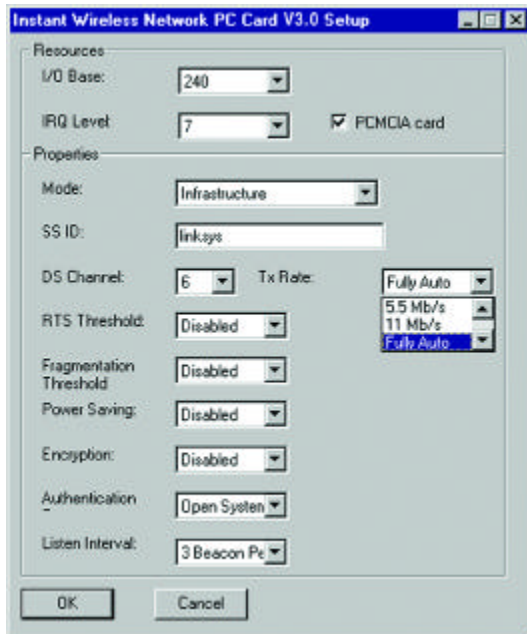 Instant Wireless Network PC Card V3.0 Setup
Resources
I/O Base:
240
IRQ Level:
7
PCMCIA card
Properties
Mode:
Infrastructure
SS ID:
linksys
DS Channel:
6
Tx Rate:
Fully Auto
5.5 Mb/s
11 Mb/s
Fully Auto
RTS Threshold:
Disabled
Fragmentation
Threshold
Disabled
Power Saving:
Disabled
Encryption:
Disabled
Authentication
Open System
Listen Interval:
3 Beacon Pe
OK
Cancel